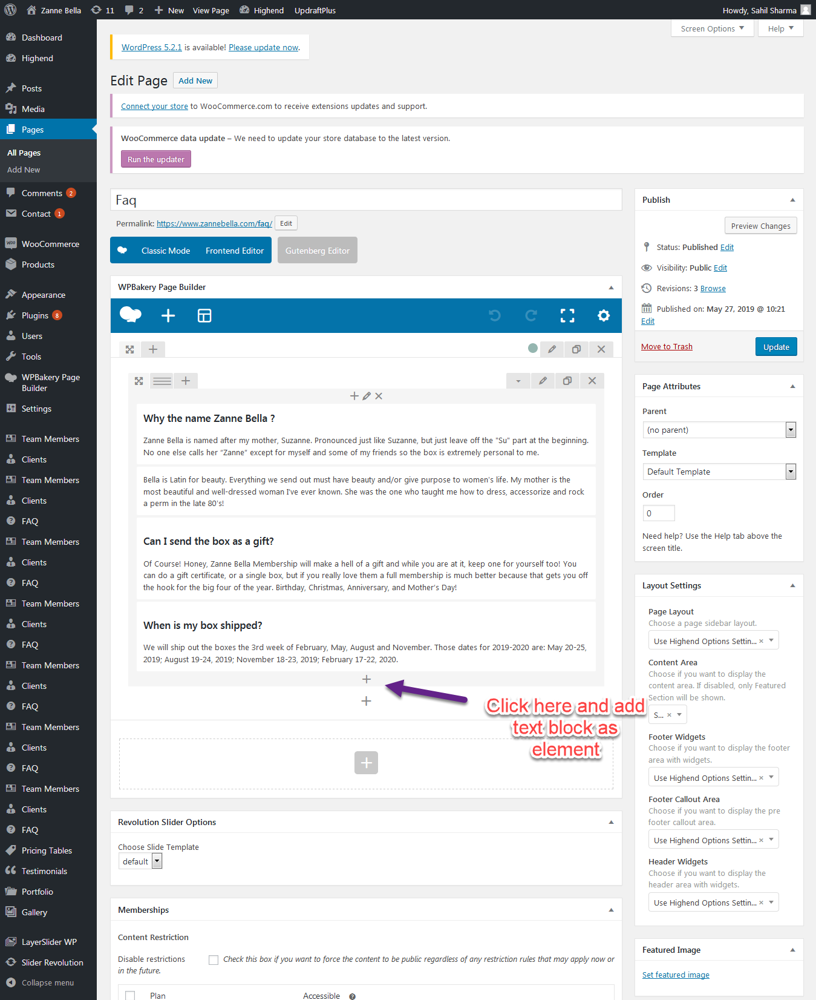 Zanne Bella 11 2 New View Page Highend UpdraftPlus Howdy, Sahil Sharma
Screen Options Help
Dashboard
Highend
Posts
Media
Pages
All Pages
Add New
Comments 2
Contact 1
WooCommerce
Products
Appearance
Plugins 8
Users
Tools
WPBakery Page
Builder
Settings
Team Members
Clients
Team Members
Clients
FAQ
Team Members
Clients
FAQ
Team Members
Clients
FAQ
Team Members
Clients
FAQ
Team Members
Clients
FAQ
Team Members
Clients
FAQ
Pricing Tables
Testimonials
Portfolio
Gallery
LayerSlider WP
Slider Revolution
Collapse menu
WordPress 5.2.1 is available! Please update now.
Edit Page Add New
Connect your store to WooCommerce.com to receive extensions updates and support.
WooCommerce data update – We need to update your store database to the latest version.
Run the updater
Faq
Permalink: https://www.zannebella.com/faq/ Edit
Classic Mode Frontend Editor Gutenberg Editor
WPBakery Page Builder
Why the name Zanne Bella ?
Zanne Bella is named after my mother, Suzanne. Pronounced just like Suzanne, but just leave off the "Su" part at the beginning.
No one else calls her “Zanne” except for myself and some of my friends so the box is extremely personal to me.
Bella is Latin for beauty. Everything we send out must have beauty and/or give purpose to women's life. My mother is the
most beautiful and well-dressed woman I've ever known. She was the one who taught me how to dress, accessorize and rock
a perm in the late 80's!
Can I send the box as a gift?
Of Course! Honey, Zanne Bella Membership will make a hell of a gift and while you are at it, keep one for yourself too! You
can do a gift certificate, or a single box, but if you really love them a full membership is much better because that gets you off
the hook for the big four of the year. Birthday, Christmas, Anniversary, and Mother's Day!
When is my box shipped?
We will ship out the boxes the 3rd week of February, May, August and November. Those dates for 2019-2020 are: May 20-25,
2019; August 19-24, 2019; November 18-23, 2019; February 17-22, 2020.
Click here and add
text block as
element
Revolution Slider Options
Choose Slide Template
default
Memberships
Content Restriction
Disable restrictions Check this box if you want to force the content to be public regardless of any restriction rules that may apply now or
in the future.
Plan Accessible
Publish
Preview Changes
Status: Published Edit
Visibility: Public Edit
Revisions: 3 Browse
Published on: May 27, 2019 @ 10:21
Edit
Move to Trash Update
Page Attributes
Parent
(no parent)
Template
Default Template
Order
0
Need help? Use the Help tab above the
screen title.
Layout Settings
Page Layout
Choose a page sidebar layout.
Use Highend Options Settin... ×
Content Area
Choose if you want to display the
content area. If disabled, only Featured
Section will be shown.
S... ×
Footer Widgets
Choose if you want to display the footer
area with widgets.
Use Highend Options Settin... ×
Footer Callout Area
Choose if you want to display the pre
footer callout area.
Use Highend Options Settin... ×
Header Widgets
Choose if you want to display the
header area with widgets.
Use Highend Options Settin... ×
Featured Image
Set featured image